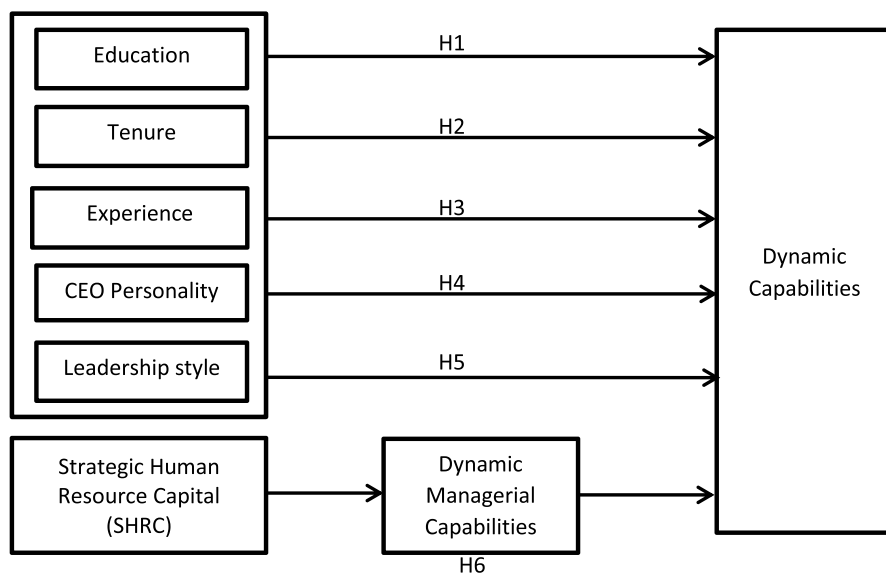 Education
H1
Tenure
H2
Experience
H3
CEO Personality
H4
Leadership style
H5
Dynamic
Capabilities
Strategic Human
Resource Capital
(SHRC)
Dynamic
Managerial
Capabilities
H6